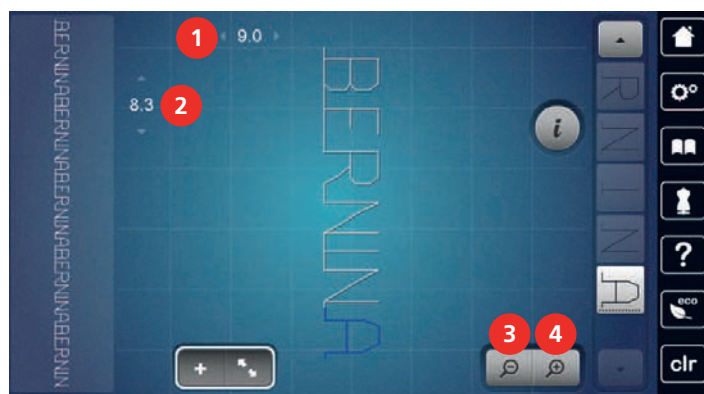 BERNINABERNINABERNINABERNINABERNIN
1
9.0
8.3
2
BERNINA
i
R
N
I
N
A
?
eco
clr
3
4
+